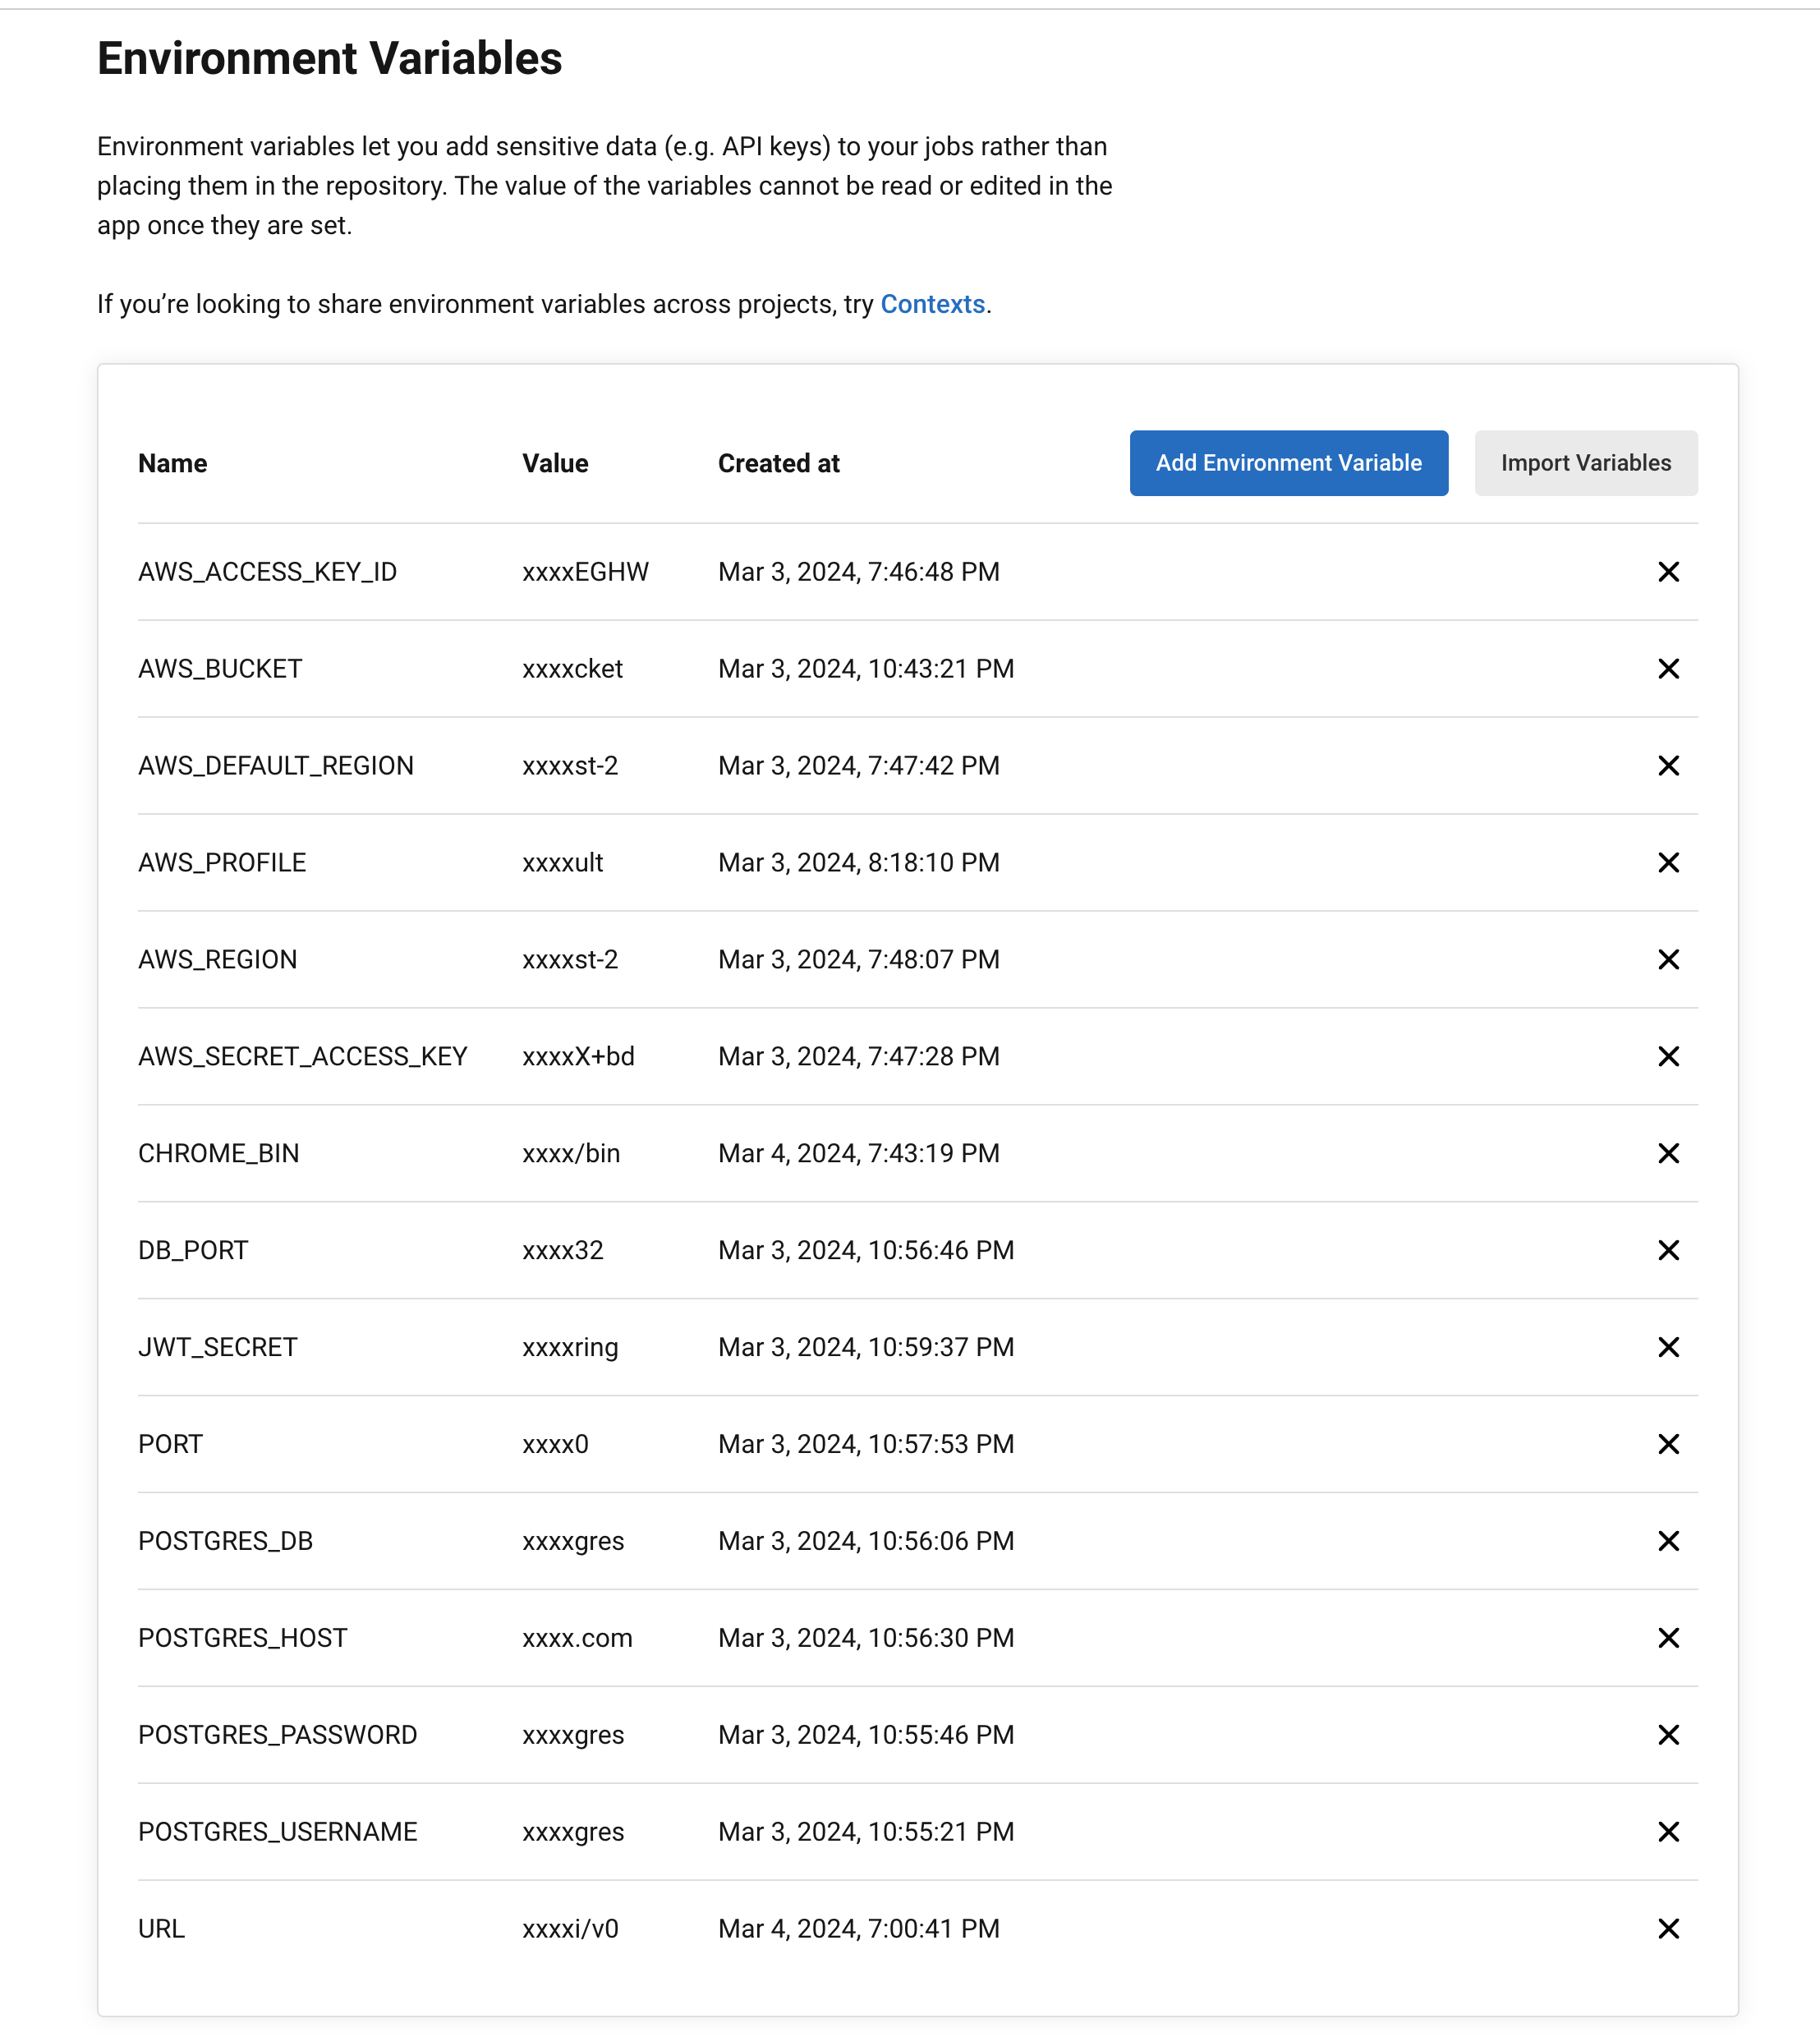 Environment Variables
Environment variables let you add sensitive data (e.g. API keys) to your jobs rather than
placing them in the repository. The value of the variables cannot be read or edited in the
app once they are set.
If you’re looking to share environment variables across projects, try Contexts.
Name Value Created at Add Environment Variable Import Variables
AWS_ACCESS_KEY_ID xxxxEGHW Mar 3, 2024, 7:46:48 PM
AWS_BUCKET xxxxcket Mar 3, 2024, 10:43:21 PM
AWS_DEFAULT_REGION xxxxst-2 Mar 3, 2024, 7:47:42 PM
AWS_PROFILE xxxxult Mar 3, 2024, 8:18:10 PM
AWS_REGION xxxxst-2 Mar 3, 2024, 7:48:07 PM
AWS_SECRET_ACCESS_KEY xxxxX+bd Mar 3, 2024, 7:47:28 PM
CHROME_BIN xxxx/bin Mar 4, 2024, 7:43:19 PM
DB_PORT xxxx32 Mar 3, 2024, 10:56:46 PM
JWT_SECRET xxxxring Mar 3, 2024, 10:59:37 PM
PORT xxxx0 Mar 3, 2024, 10:57:53 PM
POSTGRES_DB xxxxgres Mar 3, 2024, 10:56:06 PM
POSTGRES_HOST xxxx.com Mar 3, 2024, 10:56:30 PM
POSTGRES_PASSWORD xxxxgres Mar 3, 2024, 10:55:46 PM
POSTGRES_USERNAME xxxxgres Mar 3, 2024, 10:55:21 PM
URL xxxxi/v0 Mar 4, 2024, 7:00:41 PM